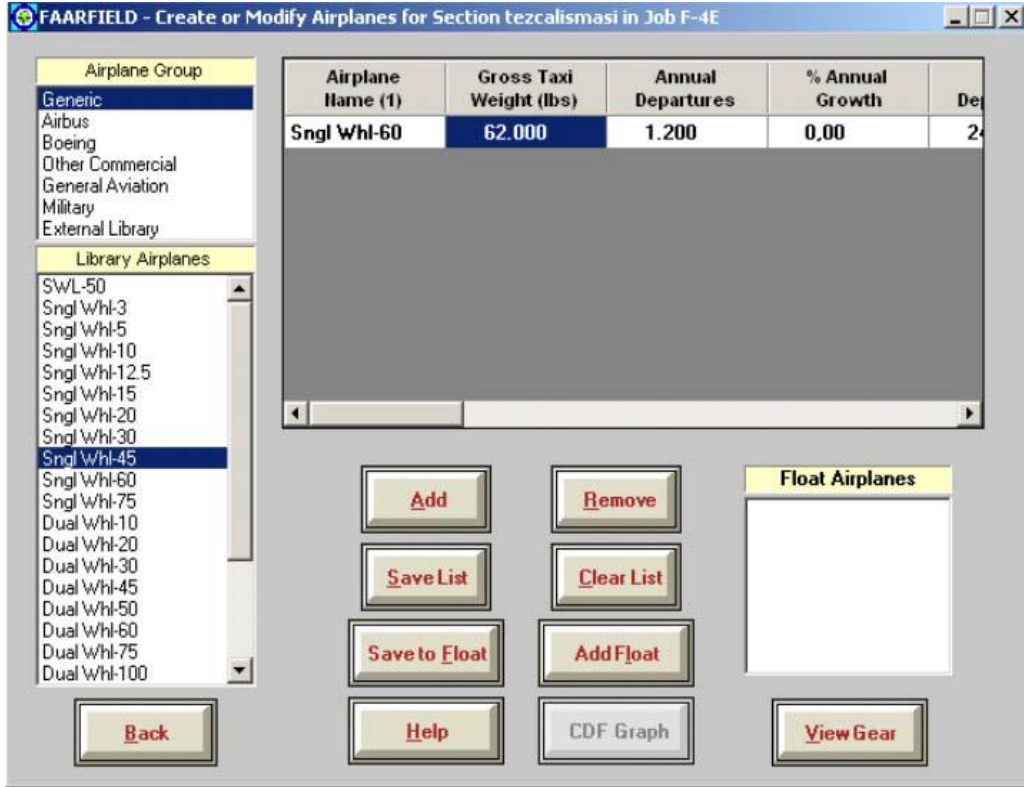 FAARFIELD - Create or Modify Airplanes for Section tezcalismasi in Job F-4E
Airplane Group
Generic
Airbus
Boeing
Other Commercial
General Aviation
Military
External Library
Library Airplanes
SWL-50
Sngl Whl-3
Sngl Whl-5
Sngl Whl-10
Sngl Whl-12.5
Sngl Whl-15
Sngl Whl-20
Sngl Whl-30
Sngl Whl-45
Sngl Whl-60
Sngl Whl-75
Dual Whl-10
Dual Whl-20
Dual Whl-30
Dual Whl-45
Dual Whl-50
Dual Whl-60
Dual Whl-75
Dual Whl-100
Airplane Name (1) Gross Taxi Weight (lbs) Annual Departures % Annual Growth
Sngl Whl-60 62.000 1.200 0,00
Add
Remove
Save List
Clear List
Save to Float
Add Float
Help
CDF Graph
Float Airplanes
Back
View Gear